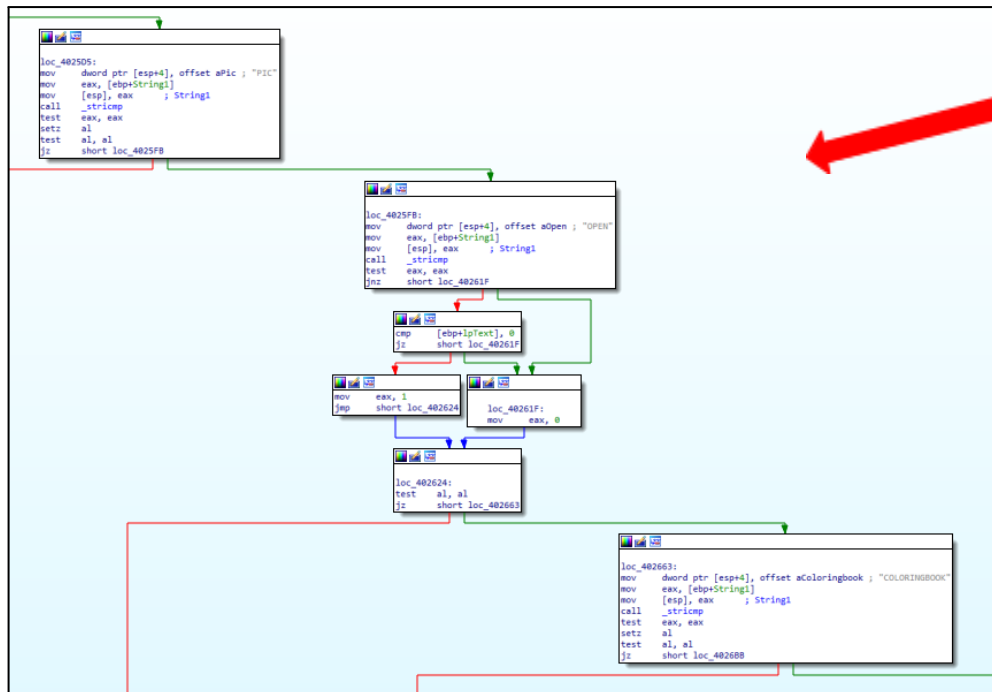 loc_4025D5:
mov dword ptr [esp+4], offset aPic ; "PIC"
mov eax, [ebp+String1]
mov [esp], eax ; String1
call _stricmp
test eax, eax
setz al
test al, al
jz short loc_4025FB
loc_4025FB:
mov dword ptr [esp+4], offset aOpen ; "OPEN"
mov eax, [ebp+String1]
mov [esp], eax ; String1
call _stricmp
test eax, eax
jnz short loc_40261F
cmp [ebp+lpText], 0
jz short loc_40261F
mov eax, 1
jmp short loc_402624
loc_40261F:
mov eax, 0
loc_402624:
test al, al
jz short loc_402663
loc_402663:
mov dword ptr [esp+4], offset aColoringbook ; "COLORINGBOOK"
mov eax, [ebp+String1]
mov [esp], eax ; String1
call _stricmp
test eax, eax
setz al
test al, al
jz short loc_4026BB